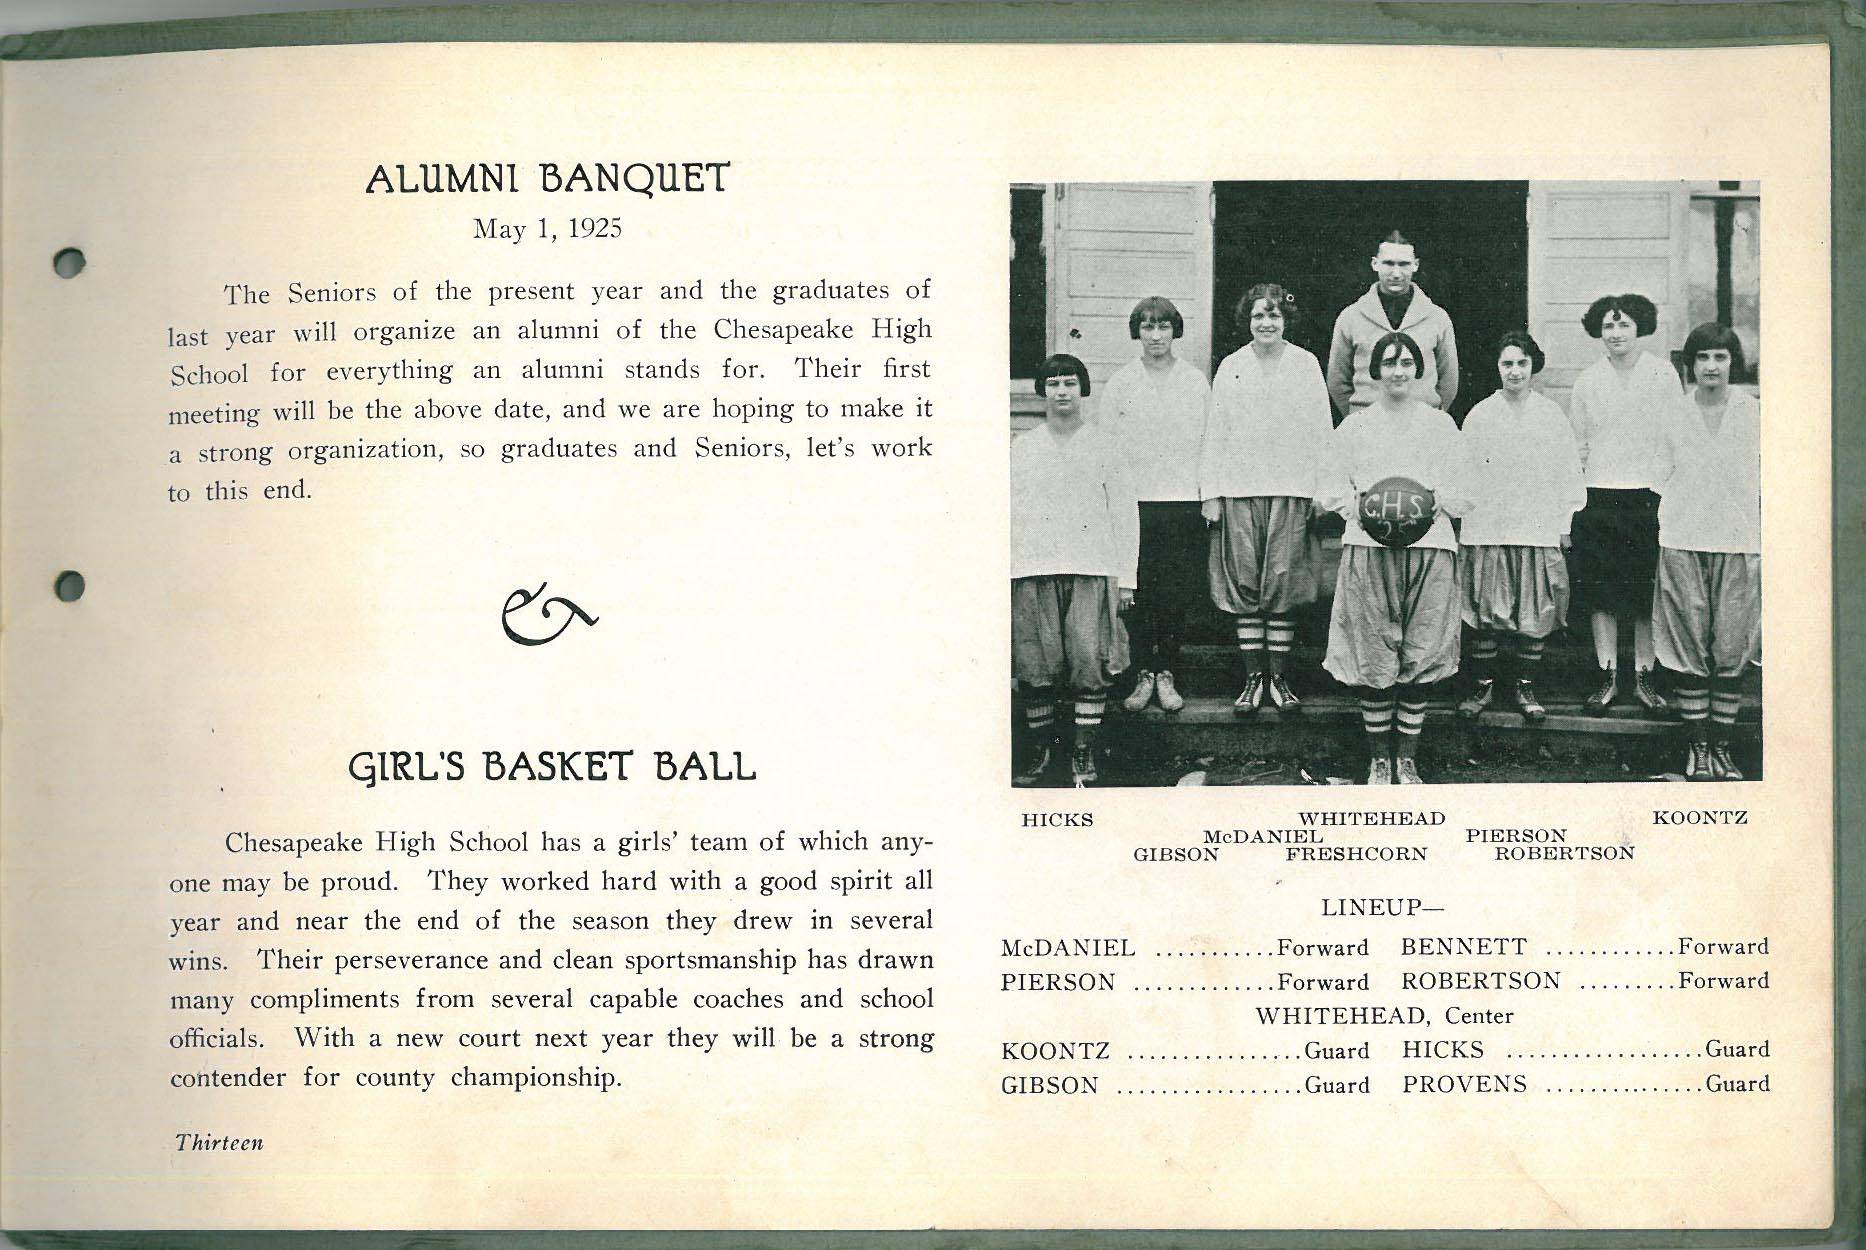 ALUMNI BANQUET
May 1, 1925
The Seniors of the present year and the graduates of
last year will organize an alumni of the Chesapeake High
School for everything an alumni stands for. Their first
meeting will be the above date, and we are hoping to make it
a strong organization, so graduates and Seniors, let's work
to this end.
&
GIRL'S BASKET BALL
Chesapeake High School has a girls' team of which any-
one may be proud. They worked hard with a good spirit all
year and near the end of the season they drew in several
wins. Their perseverance and clean sportsmanship has drawn
many compliments from several capable coaches and school
officials. With a new court next year they will be a strong
contender for county championship.
Thirteen
C.H.S.
25
HICKS WHITEHEAD KOONTZ
McDANIEL PIERSON
GIBSON FRESHCORN ROBERTSON
LINEUP—
McDANIEL ...........Forward BENNETT ............Forward
PIERSON .............Forward ROBERTSON .........Forward
WHITEHEAD, Center
KOONTZ ................Guard HICKS ..................Guard
GIBSON .................Guard PROVENS ...............Guard